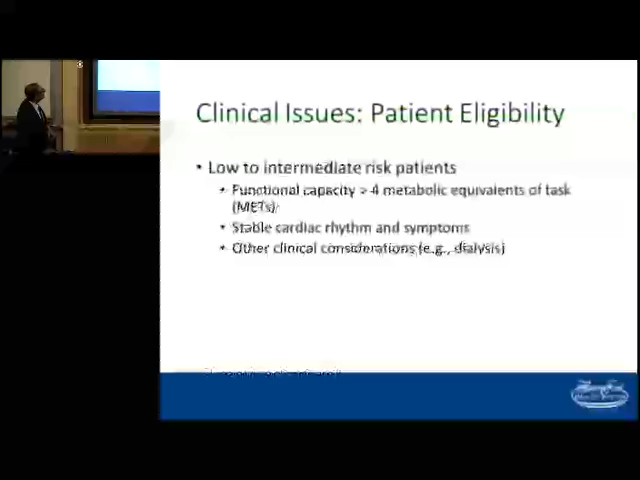 Clinical Issues: Patient Eligibility
• Low to intermediate risk patients
• Functional capacity > 4 metabolic equivalents of task
(METs)
• Stable cardiac rhythm and symptoms
• Other clinical considerations (e.g., dialysis)